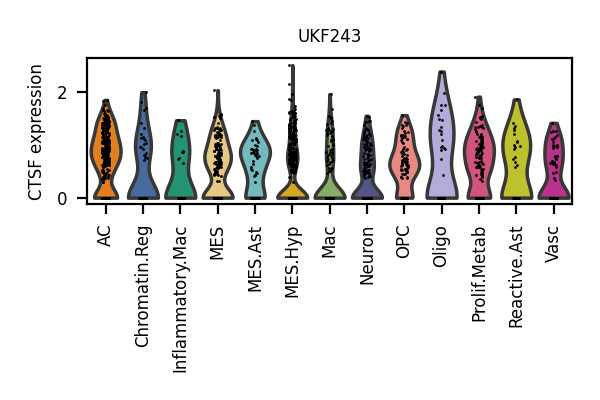 UKF243
CTSF expression
2
0
AC
Chromatin.Reg
Inflammatory.Mac
MES
MES.Ast
MES.Hyp
Mac
Neuron
OPC
Oligo
Prolif.Metab
Reactive.Ast
Vasc